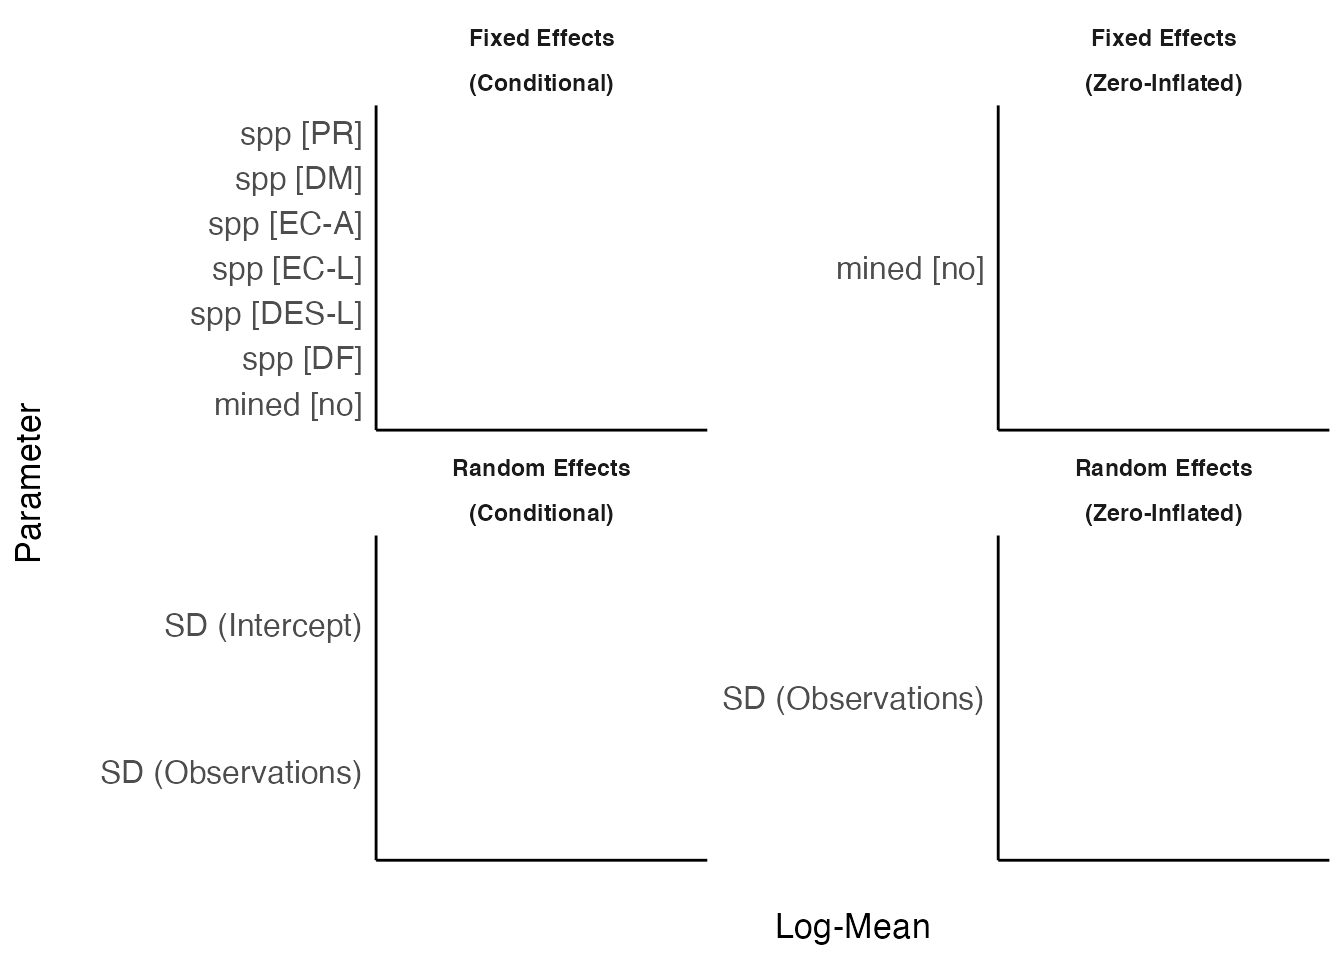 Fixed Effects
(Conditional)
Fixed Effects
(Zero-Inflated)
spp [PR]
spp [DM]
spp [EC-A]
spp [EC-L]
spp [DES-L]
spp [DF]
mined [no]
mined [no]
Parameter
Random Effects
(Conditional)
Random Effects
(Zero-Inflated)
SD (Intercept)
SD (Observations)
SD (Observations)
Log-Mean